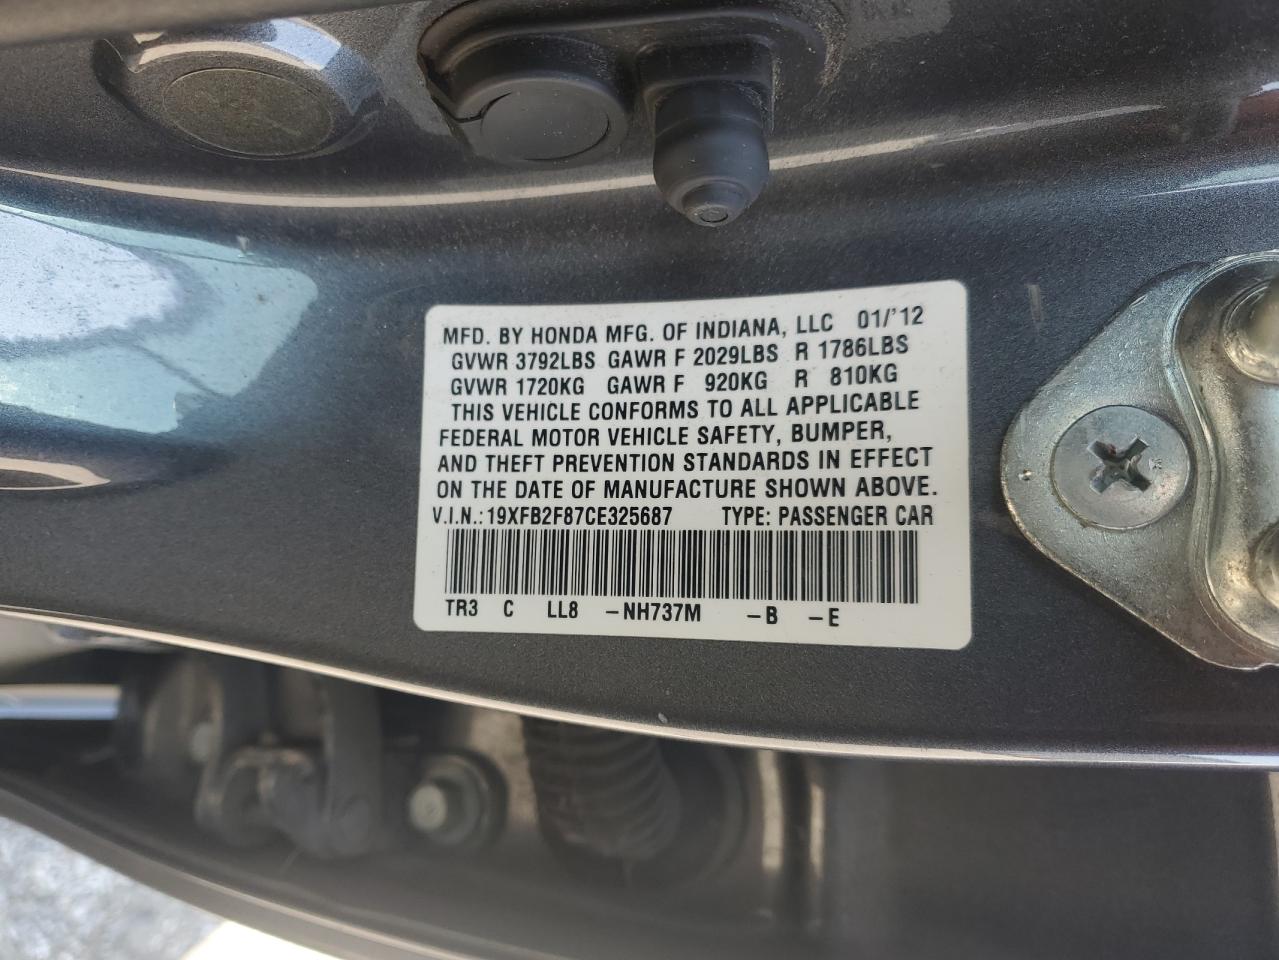 MFD. BY HONDA MFG. OF INDIANA, LLC 01/'12
GVWR 3792LBS GAWR F 2029LBS R 1786LBS
GVWR 1720KG GAWR F 920KG R 810KG
THIS VEHICLE CONFORMS TO ALL APPLICABLE
FEDERAL MOTOR VEHICLE SAFETY, BUMPER,
AND THEFT PREVENTION STANDARDS IN EFFECT
ON THE DATE OF MANUFACTURE SHOWN ABOVE.
V.I.N.: 19XFB2F87CE325687 TYPE: PASSENGER CAR
TR3 C LL8 -NH737M -B -E